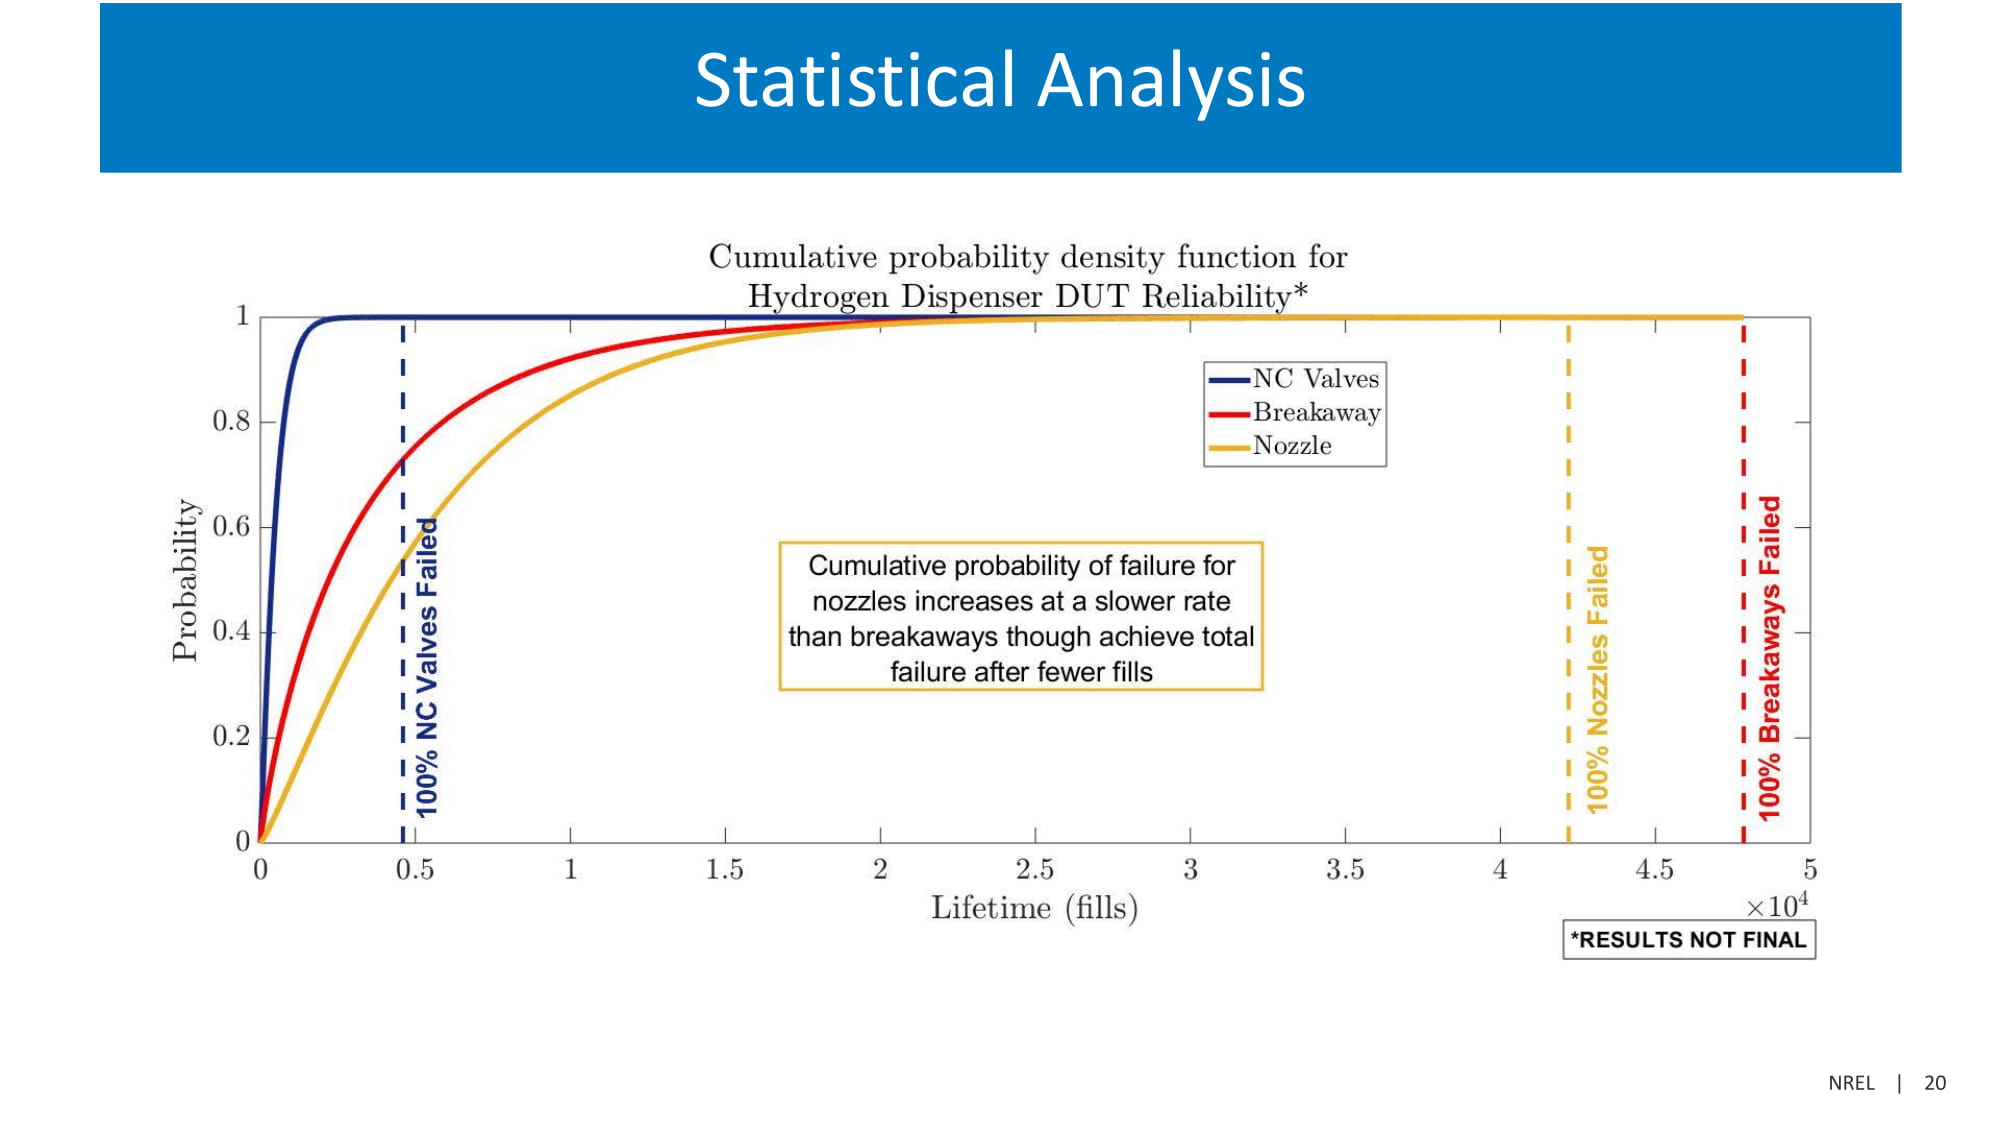 Statistical Analysis
Cumulative probability density function for
Hydrogen Dispenser DUT Reliability*
Probability
1
0.8
0.6
0.4
0.2
0
NC Valves
Breakaway
Nozzle
100% NC Valves Failed
Cumulative probability of failure for
nozzles increases at a slower rate
than breakaways though achieve total
failure after fewer fills
100% Nozzles Failed
100% Breakaways Failed
0 0.5 1 1.5 2 2.5 3 3.5 4 4.5 5
×10⁴
Lifetime (fills)
*RESULTS NOT FINAL
NREL | 20